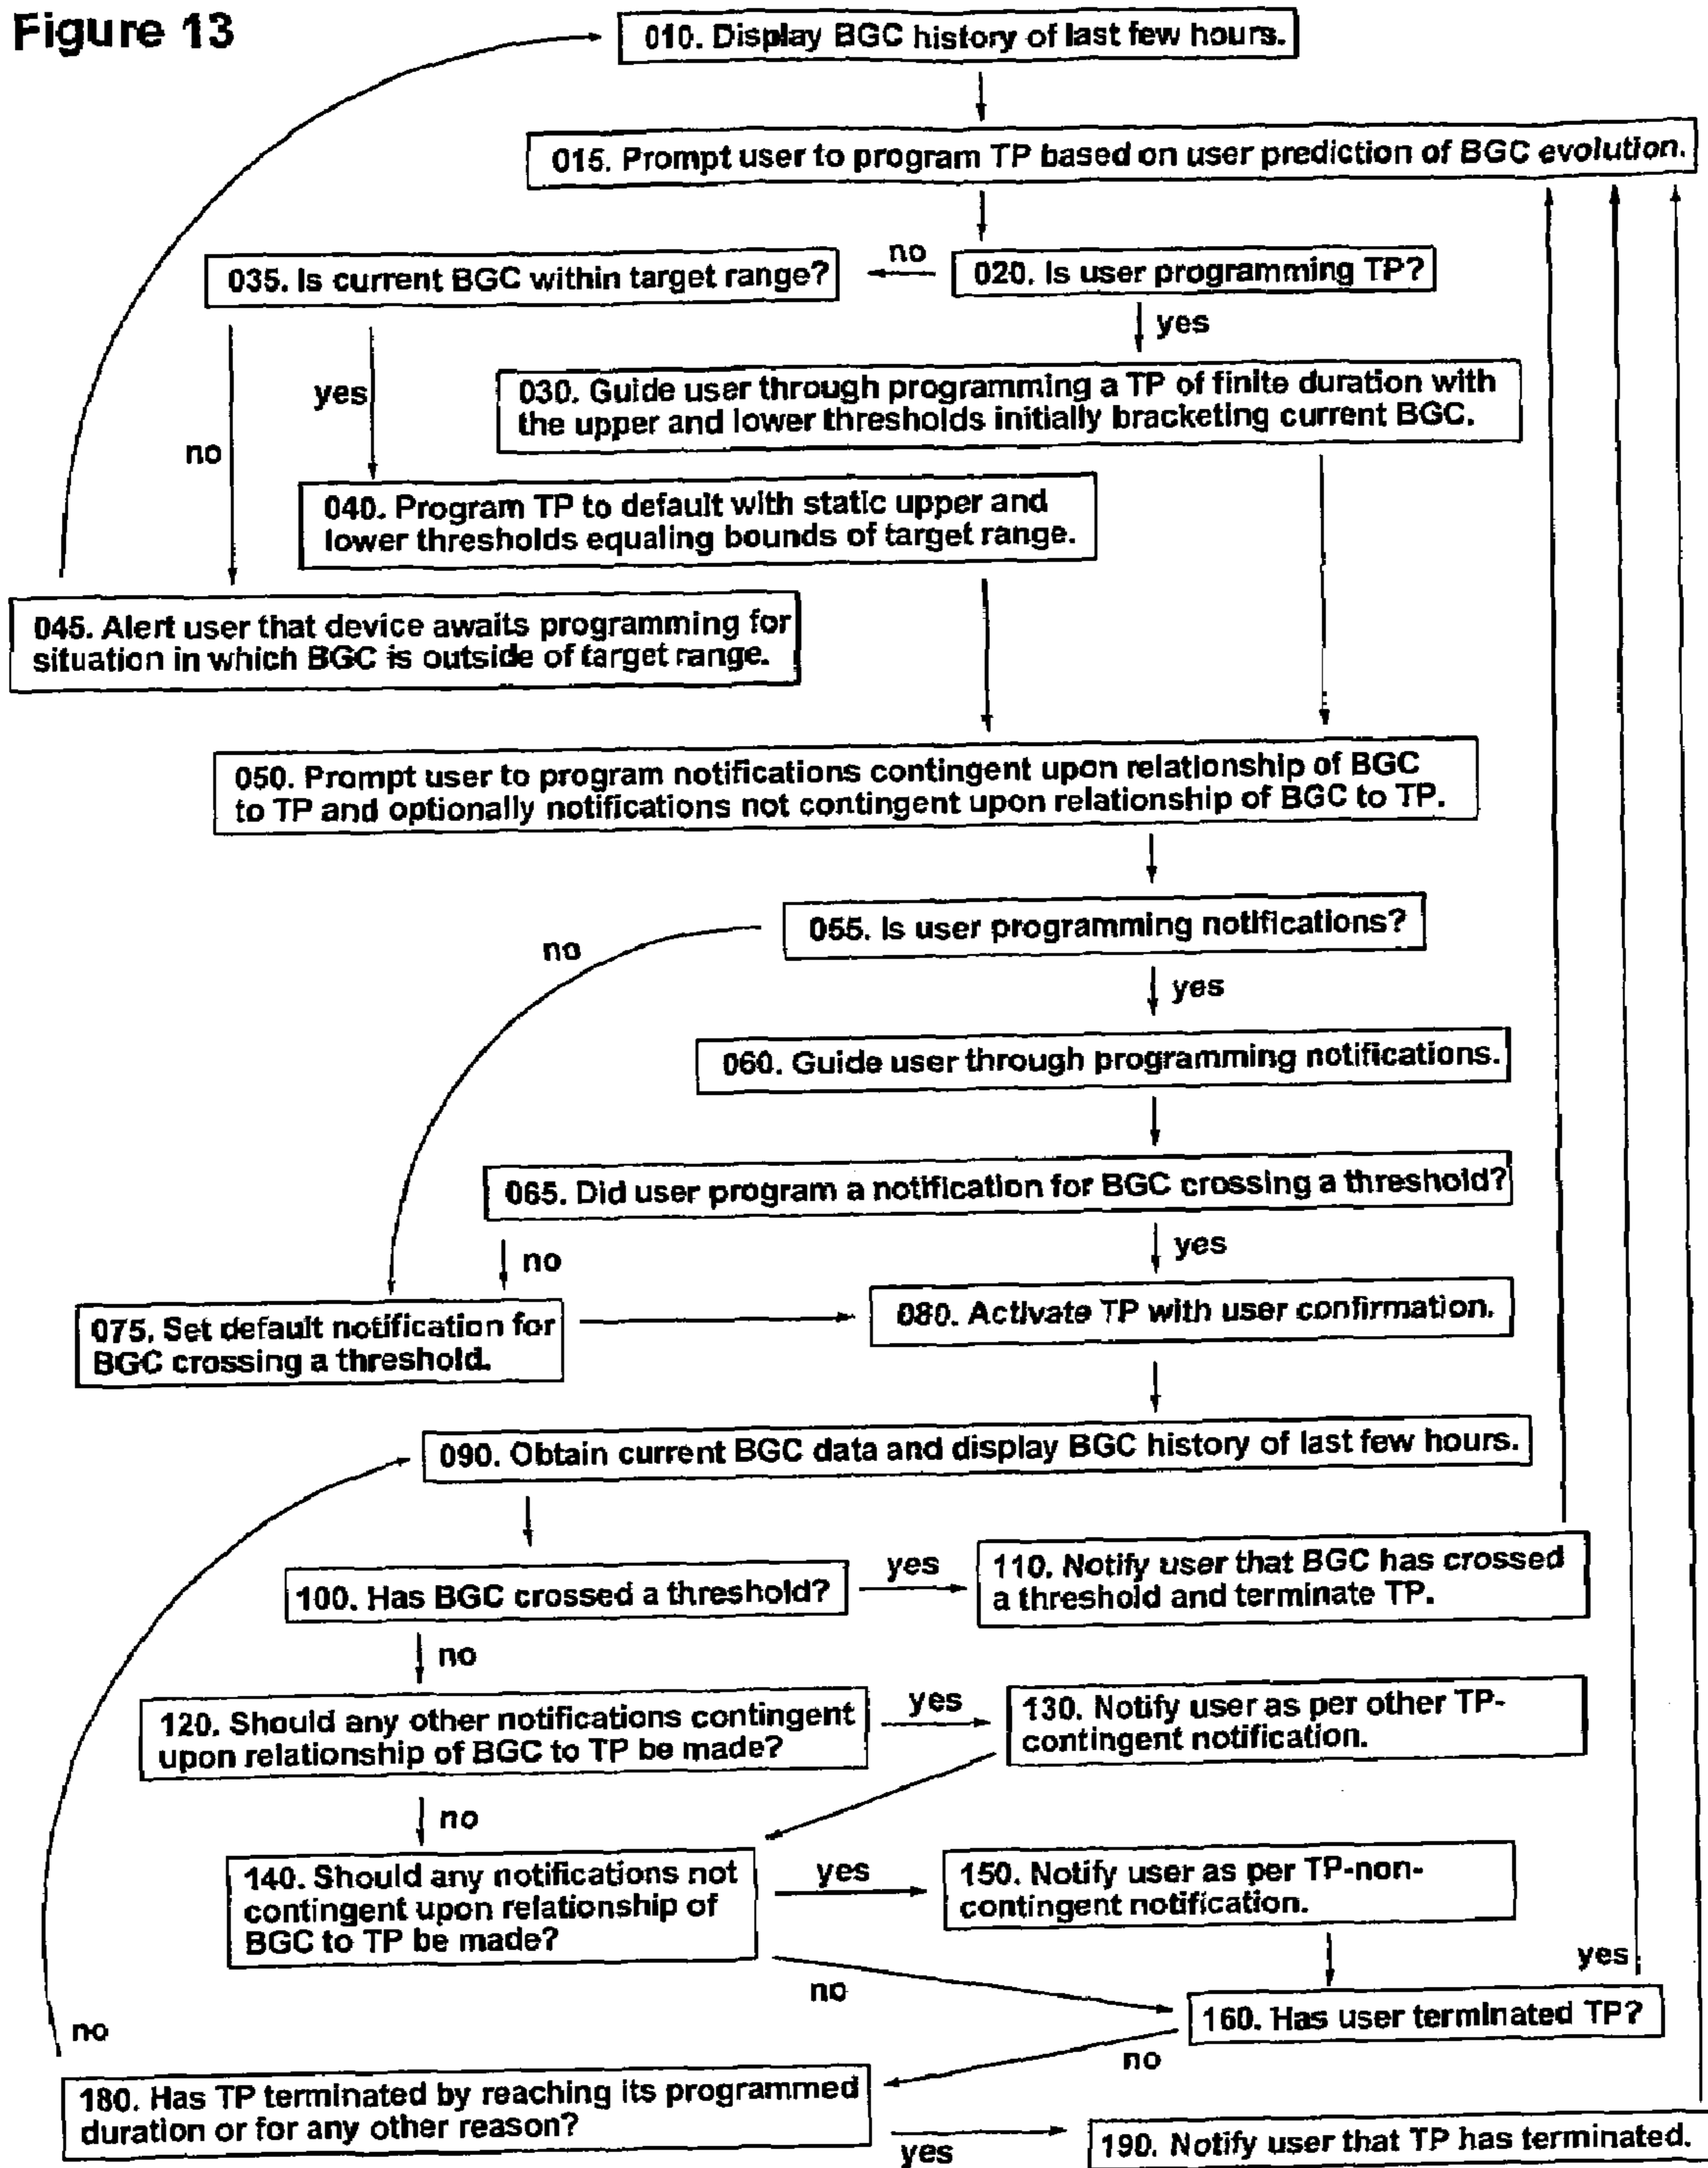 Figure 13
010. Display BGC history of last few hours.
015. Prompt user to program TP based on user prediction of BGC evolution.
no
035. Is current BGC within target range?
020. Is user programming TP?
yes
yes
030. Guide user through programming a TP of finite duration with
the upper and lower thresholds initially bracketing current BGC.
no
040. Program TP to default with static upper and
lower thresholds equaling bounds of target range.
045. Alert user that device awaits programming for
situation in which BGC is outside of target range.
050. Prompt user to program notifications contingent upon relationship of BGC
to TP and optionally notifications not contingent upon relationship of BGC to TP.
055. Is user programming notifications?
no
yes
060. Guide user through programming notifications.
065. Did user program a notification for BGC crossing a threshold?
no
yes
075. Set default notification for
BGC crossing a threshold.
080. Activate TP with user confirmation.
090. Obtain current BGC data and display BGC history of last few hours.
100. Has BGC crossed a threshold?
yes
110. Notify user that BGC has crossed
a threshold and terminate TP.
no
120. Should any other notifications contingent
upon relationship of BGC to TP be made?
yes
130. Notify user as per other TP-
contingent notification.
no
140. Should any notifications not
contingent upon relationship of
BGC to TP be made?
yes
150. Notify user as per TP-non-
contingent notification.
yes
no
160. Has user terminated TP?
no
no
180. Has TP terminated by reaching its programmed
duration or for any other reason?
yes
190. Notify user that TP has terminated.